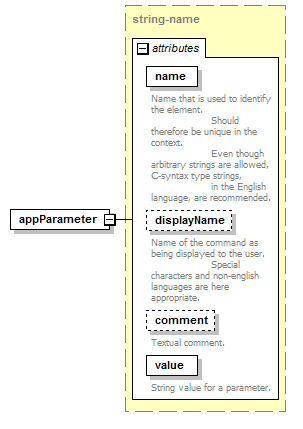 string-name
attributes
name
Name that is used to identify
the element.
Should
therefore be unique in the
context.
Even though
arbitrary strings are allowed,
C-syntax type strings,
in the English
language, are recommended.
appParameter
displayName
Name of the command as
being displayed to the user.
Special
characters and non-english
languages are here
appropriate.
comment
Textual comment.
value
String value for a parameter.